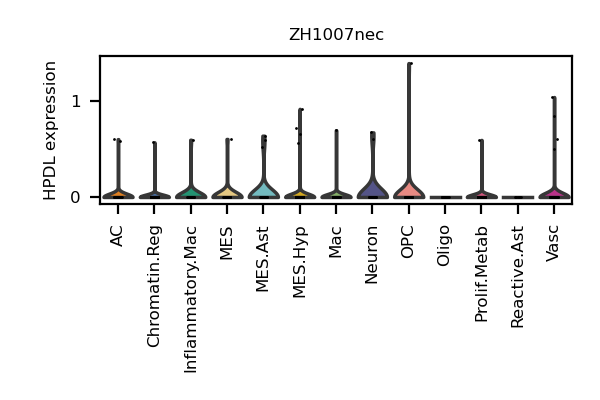 ZH1007nec
HPDL expression
1
0
AC
Chromatin.Reg
Inflammatory.Mac
MES
MES.Ast
MES.Hyp
Mac
Neuron
OPC
Oligo
Prolif.Metab
Reactive.Ast
Vasc